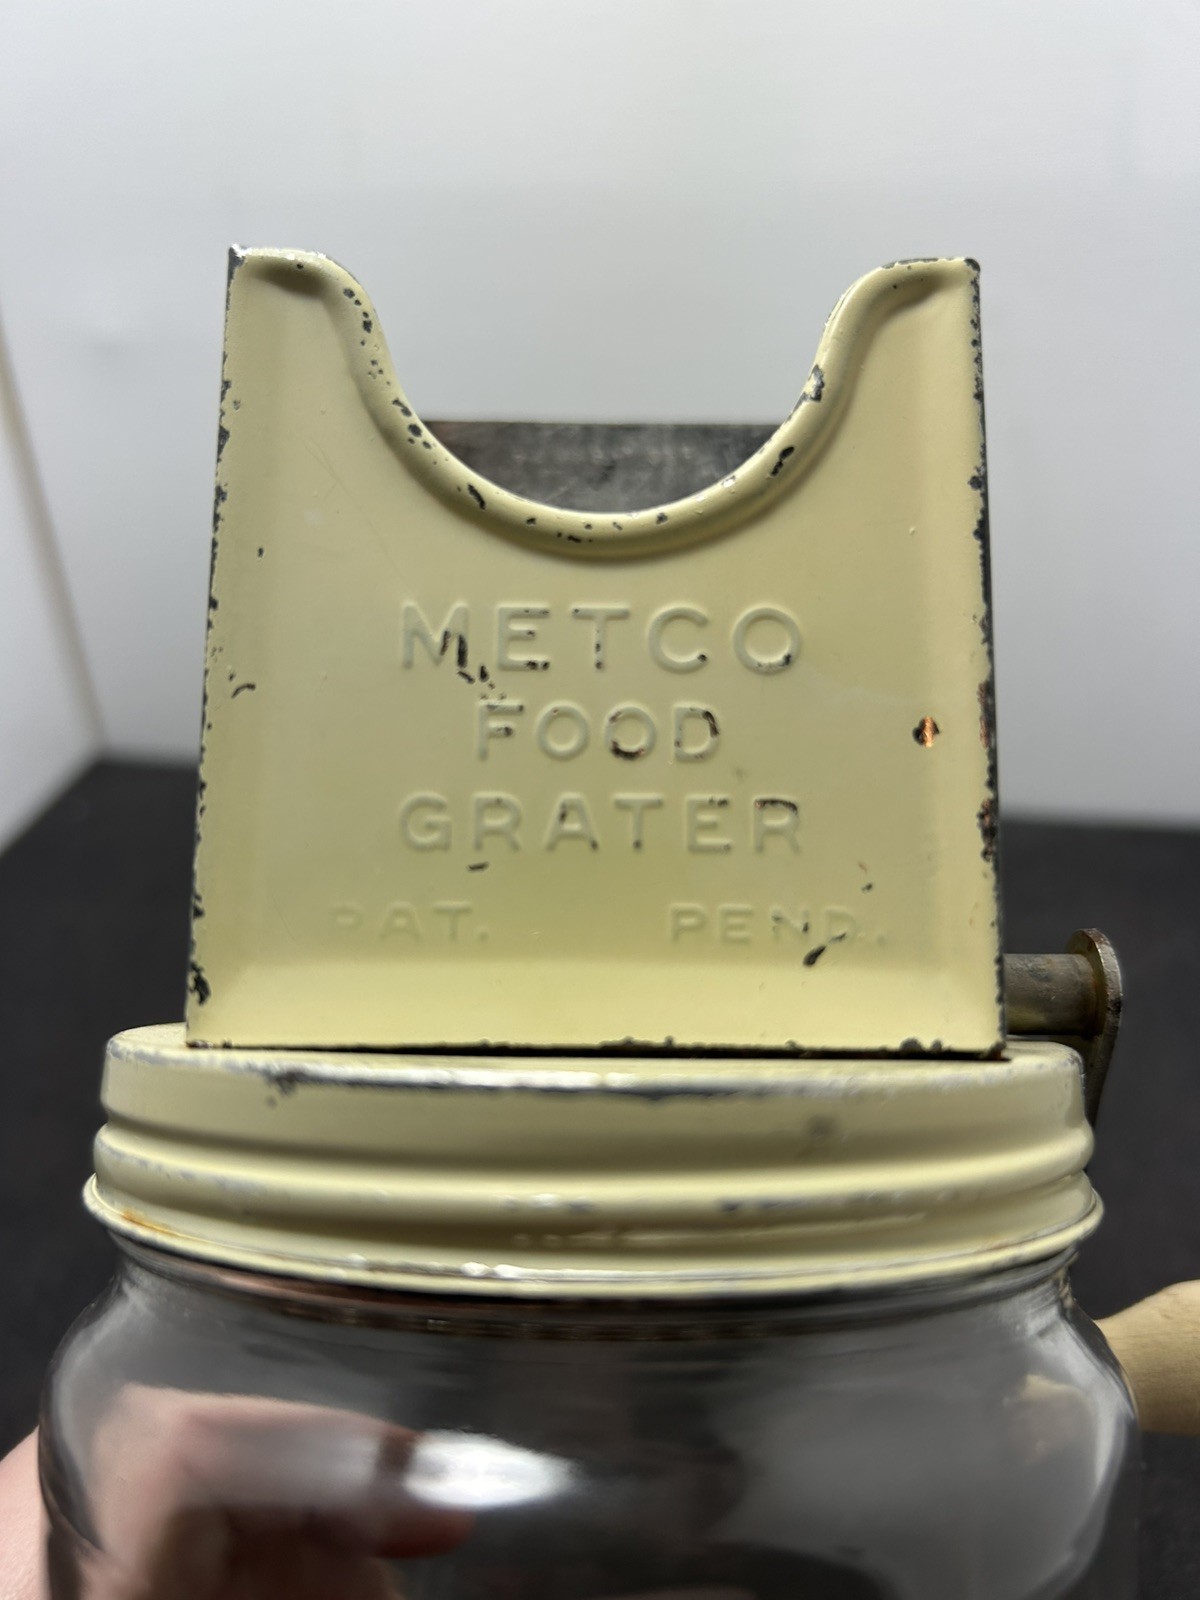 METCO
FOOD
GRATER
PAT. PEND.